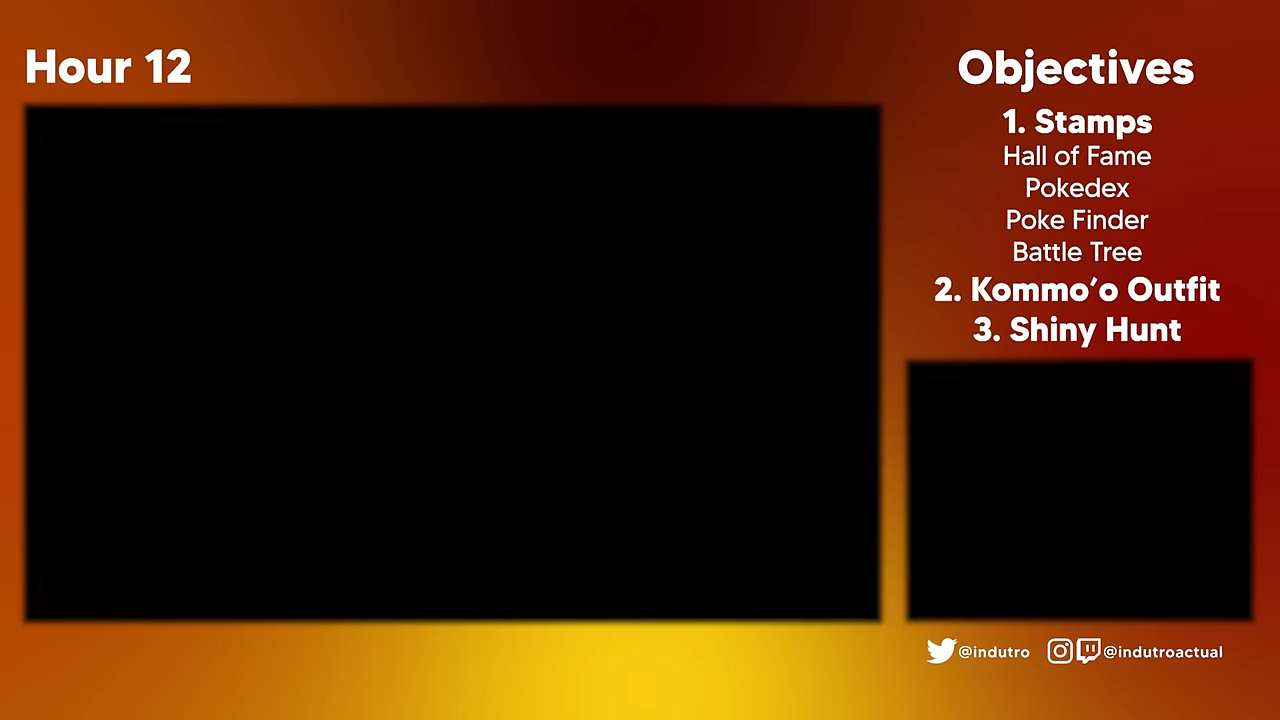 Hour 12
Objectives
1. Stamps
Hall of Fame
Pokedex
Poke Finder
Battle Tree
2. Kommo’o Outfit
3. Shiny Hunt
@indutro @indutroactual